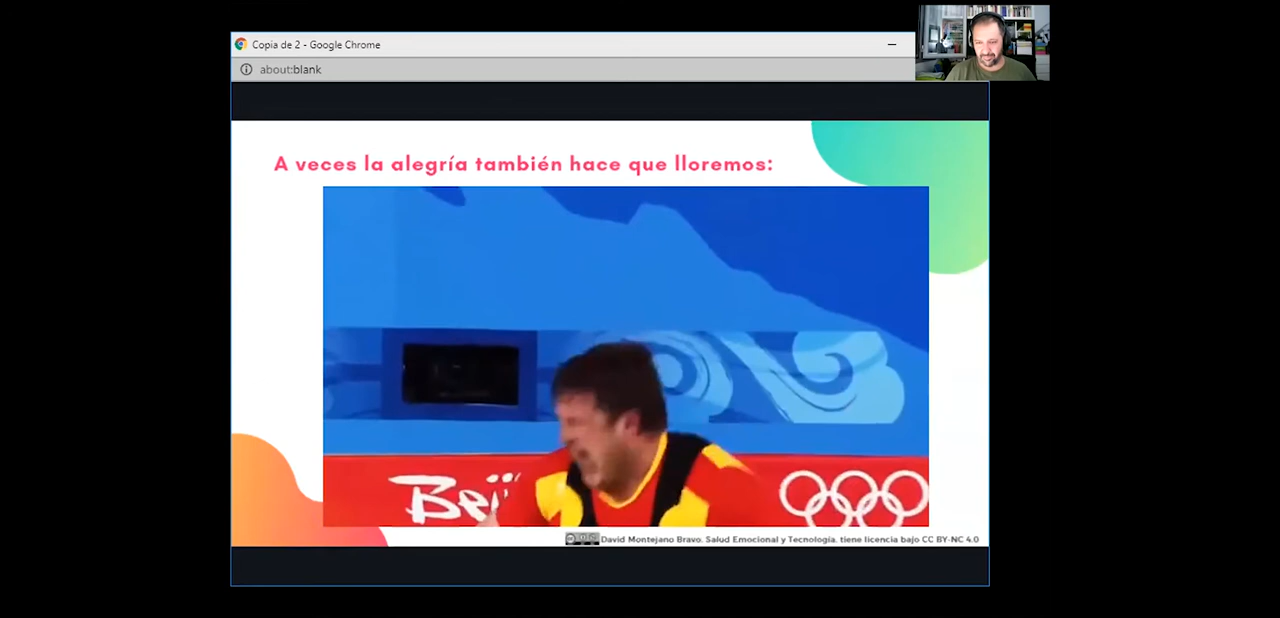 Copia de 2 - Google Chrome
about:blank
A veces la alegría también hace que lloremos:
Beiji
David Montejano Bravo. Salud Emocional y Tecnología. tiene licencia bajo CC BY-NC 4.0